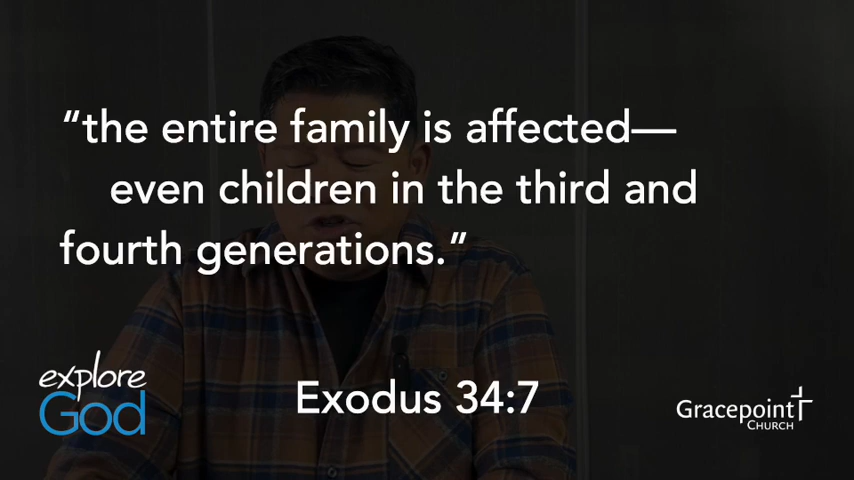 “the entire family is affected—
even children in the third and
fourth generations.”
Exodus 34:7
explore
God
Gracepoint
CHURCH